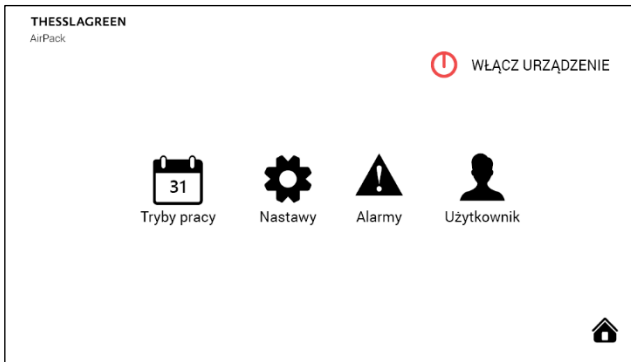 THESSLAGREEN
AirPack
WŁĄCZ URZĄDZENIE
31
Tryby pracy
Nastawy
Alarmy
Użytkownik